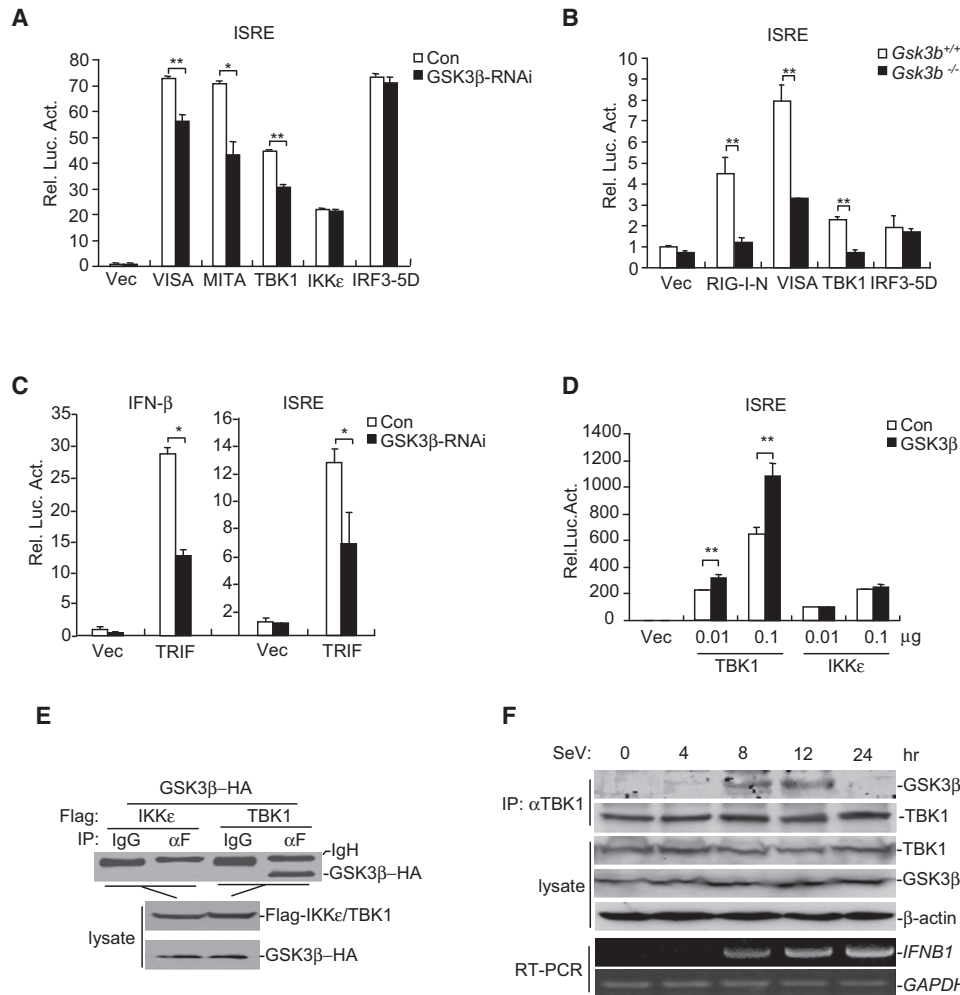 A
ISRE
Con
GSK3β-RNAi
Rel. Luc. Act.
80
70
60
50
40
30
20
10
0
**
*
**
Vec VISA MITA TBK1 IKKε IRF3-5D
B
ISRE
Gsk3b+/+
Gsk3b -/-
Rel. Luc. Act.
10
9
8
7
6
5
4
3
2
1
0
**
**
**
Vec RIG-I-N VISA TBK1 IRF3-5D
C
IFN-β
Rel. Luc. Act.
35
30
25
20
15
10
5
0
*
Vec TRIF
ISRE
16
14
12
10
8
6
4
2
*
Vec TRIF
Con
GSK3β-RNAi
D
ISRE
Con
GSK3β
Rel.Luc.Act.
1400
1200
1000
800
600
400
200
0
**
**
Vec 0.01 0.1 0.01 0.1 μg
TBK1 IKKε
E
GSK3β–HA
Flag: IKKε TBK1
IP: IgG αF IgG αF
IgH
-GSK3β–HA
lysate
-Flag-IKKε/TBK1
-GSK3β–HA
F
SeV: 0 4 8 12 24 hr
IP: αTBK1
-GSK3β
-TBK1
lysate
-TBK1
-GSK3β
-β-actin
RT-PCR
-IFNB1
-GAPDH